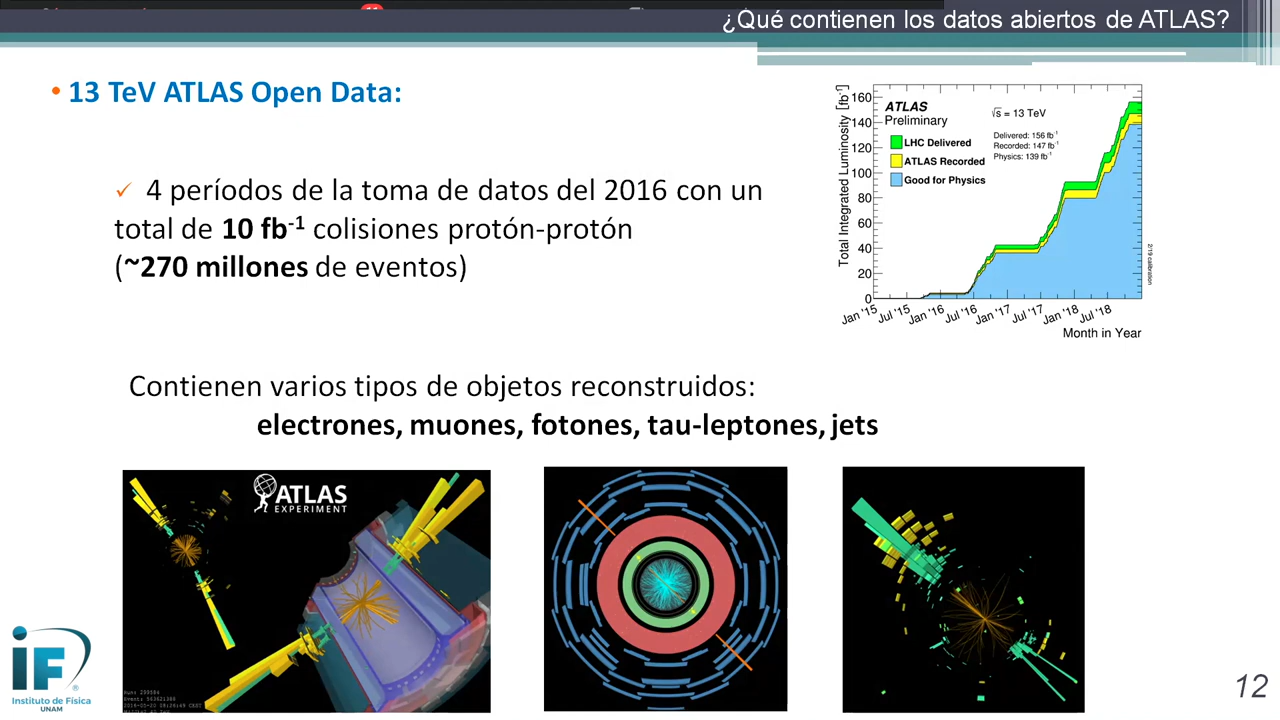 ¿Qué contienen los datos abiertos de ATLAS?
• 13 TeV ATLAS Open Data:
✓ 4 períodos de la toma de datos del 2016 con un
total de 10 fb-1 colisiones protón-protón
(~270 millones de eventos)
Total Integrated Luminosity [fb-1]
160
140
120
100
80
60
40
20
0
ATLAS
Preliminary
√s = 13 TeV
Delivered: 156 fb-1
Recorded: 147 fb-1
Physics: 139 fb-1
LHC Delivered
ATLAS Recorded
Good for Physics
2/19 calibration
Jan '15 Jul '15 Jan '16 Jul '16 Jan '17 Jul '17 Jan '18 Jul '18
Month in Year
Contienen varios tipos de objetos reconstruidos:
electrones, muones, fotones, tau-leptones, jets
ATLAS
EXPERIMENT
iF
Instituto de Física
UNAM
12